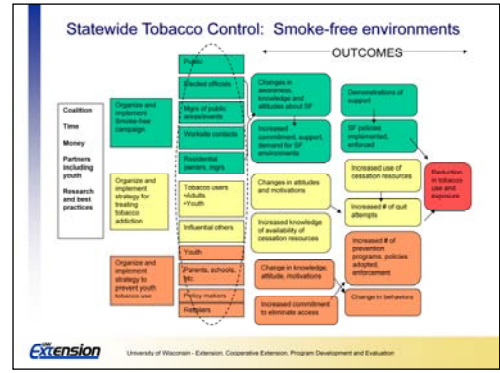 Statewide Tobacco Control: Smoke-free environments
OUTCOMES
Coalition
Time
Money
Partners
including
youth
Research
and best
practices
Organize and
implement
Smoke-free
campaign
Organize and
implement
strategy for
treating
tobacco
addiction
Organize and
implement
strategy to
prevent youth
tobacco use
Public
Elected officials
Mgrs of public
areas/events
Worksite contacts
Residential
owners, mgrs
Tobacco users
•Adults
•Youth
Influential others
Youth
Parents, schools,
etc
Policy makers
Retailers
Changes in
awareness,
knowledge and
attitudes about SF
Increased
commitment, support,
demand for SF
environments
Changes in attitudes
and motivations
Increased knowledge
of availability of
cessation resources
Change in knowledge,
attitude, motivations
Increased commitment
to eliminate access
Demonstrations of
support
SF policies
implemented,
enforced
Increased use of
cessation resources
Increased # of quit
attempts
Increased # of
prevention
programs, policies
adopted,
enforcement
Change in behaviors
Reduction
in tobacco
use and
exposure
Extension
University of Wisconsin - Extension, Cooperative Extension, Program Development and Evaluation